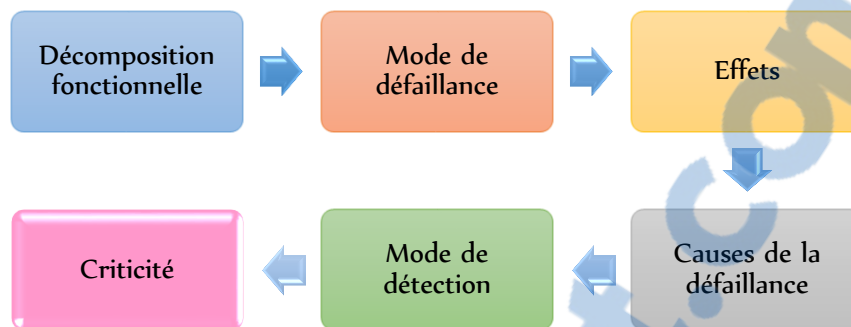 Décomposition
fonctionnelle
Mode de
défaillance
Effets
Causes de la
défaillance
Mode de
détection
Criticité